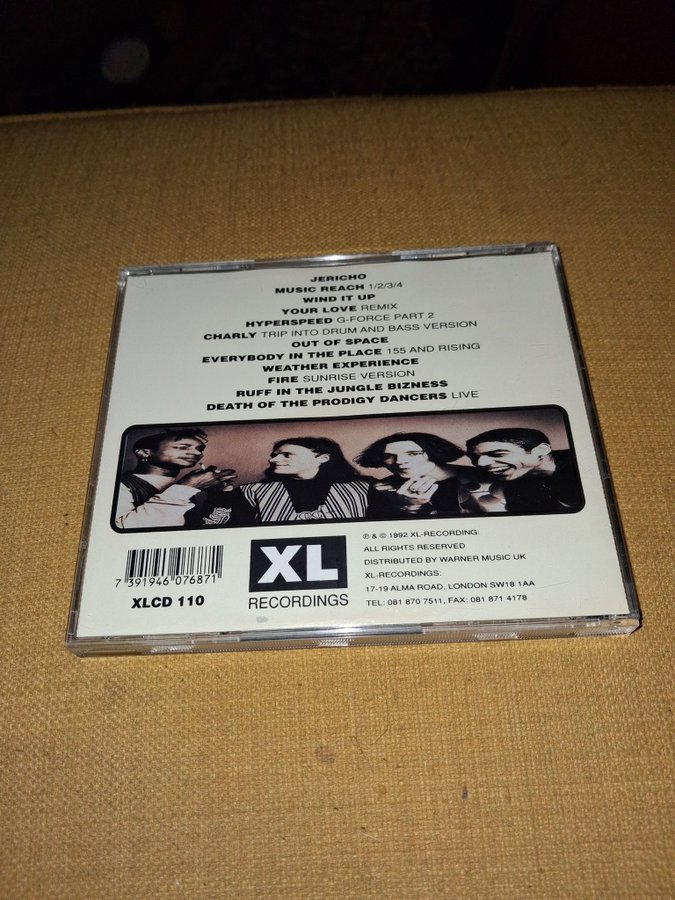 JERICHO
MUSIC REACH 1/2/3/4
WIND IT UP
YOUR LOVE REMIX
HYPERSPEED G-FORCE PART 2
CHARLY TRIP INTO DRUM AND BASS VERSION
OUT OF SPACE
EVERYBODY IN THE PLACE 155 AND RISING
WEATHER EXPERIENCE
FIRE SUNRISE VERSION
RUFF IN THE JUNGLE BIZNESS
DEATH OF THE PRODIGY DANCERS LIVE
7 391946 076871
XLCD 110
XL
RECORDINGS
℗ & © 1992 XL-RECORDING:
ALL RIGHTS RESERVED
DISTRIBUTED BY WARNER MUSIC UK
XL-RECORDINGS:
17-19 ALMA ROAD, LONDON SW18 1AA
TEL: 081 870 7511, FAX: 081 871 4178